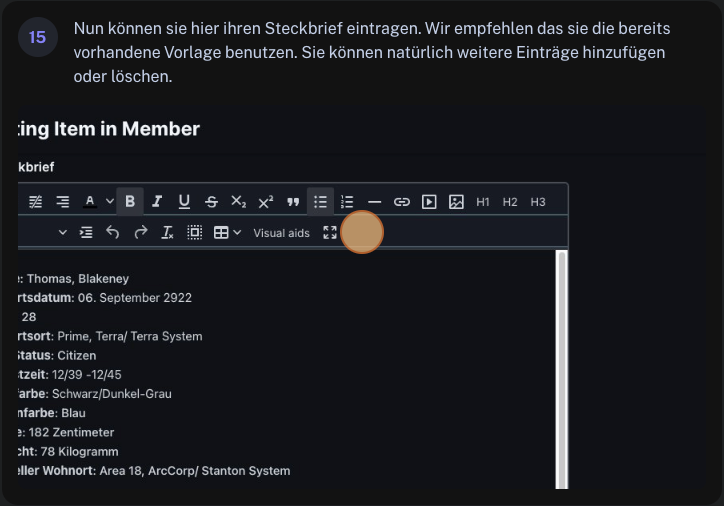 15
Nun können sie hier ihren Steckbrief eintragen. Wir empfehlen das sie die bereits
vorhandene Vorlage benutzen. Sie können natürlich weitere Einträge hinzufügen
oder löschen.
ting Item in Member
kbrief
A B I U S X₂ X² H1 H2 H3
Visual aids
e: Thomas, Blakeney
rtsdatum: 06. September 2922
28
rtsort: Prime, Terra/ Terra System
Status: Citizen
tzeit: 12/39 -12/45
farbe: Schwarz/Dunkel-Grau
nfarbe: Blau
e: 182 Zentimeter
cht: 78 Kilogramm
eller Wohnort: Area 18, ArcCorp/ Stanton System